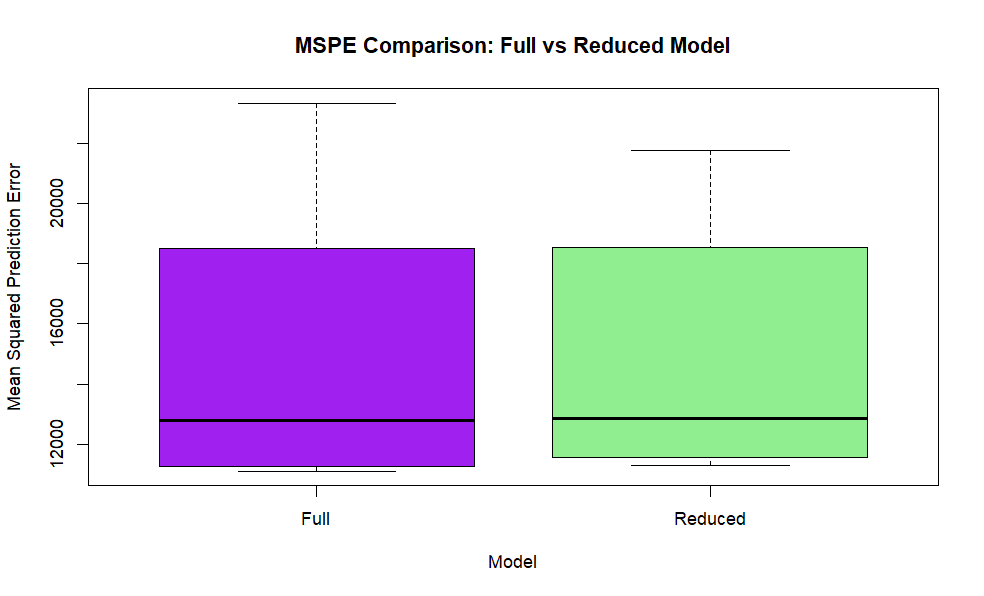 MSPE Comparison: Full vs Reduced Model
Mean Squared Prediction Error
20000
16000
12000
Full
Reduced
Model